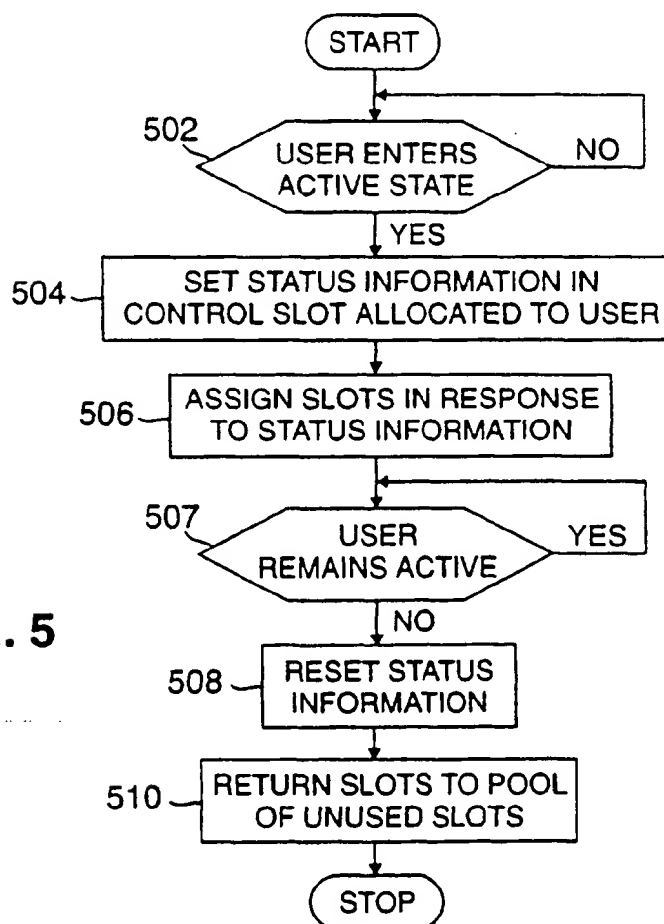 START
502
USER ENTERS
ACTIVE STATE
NO
YES
504
SET STATUS INFORMATION IN
CONTROL SLOT ALLOCATED TO USER
506
ASSIGN SLOTS IN RESPONSE
TO STATUS INFORMATION
507
USER
REMAINS ACTIVE
YES
NO
. 5
508
RESET STATUS
INFORMATION
510
RETURN SLOTS TO POOL
OF UNUSED SLOTS
STOP